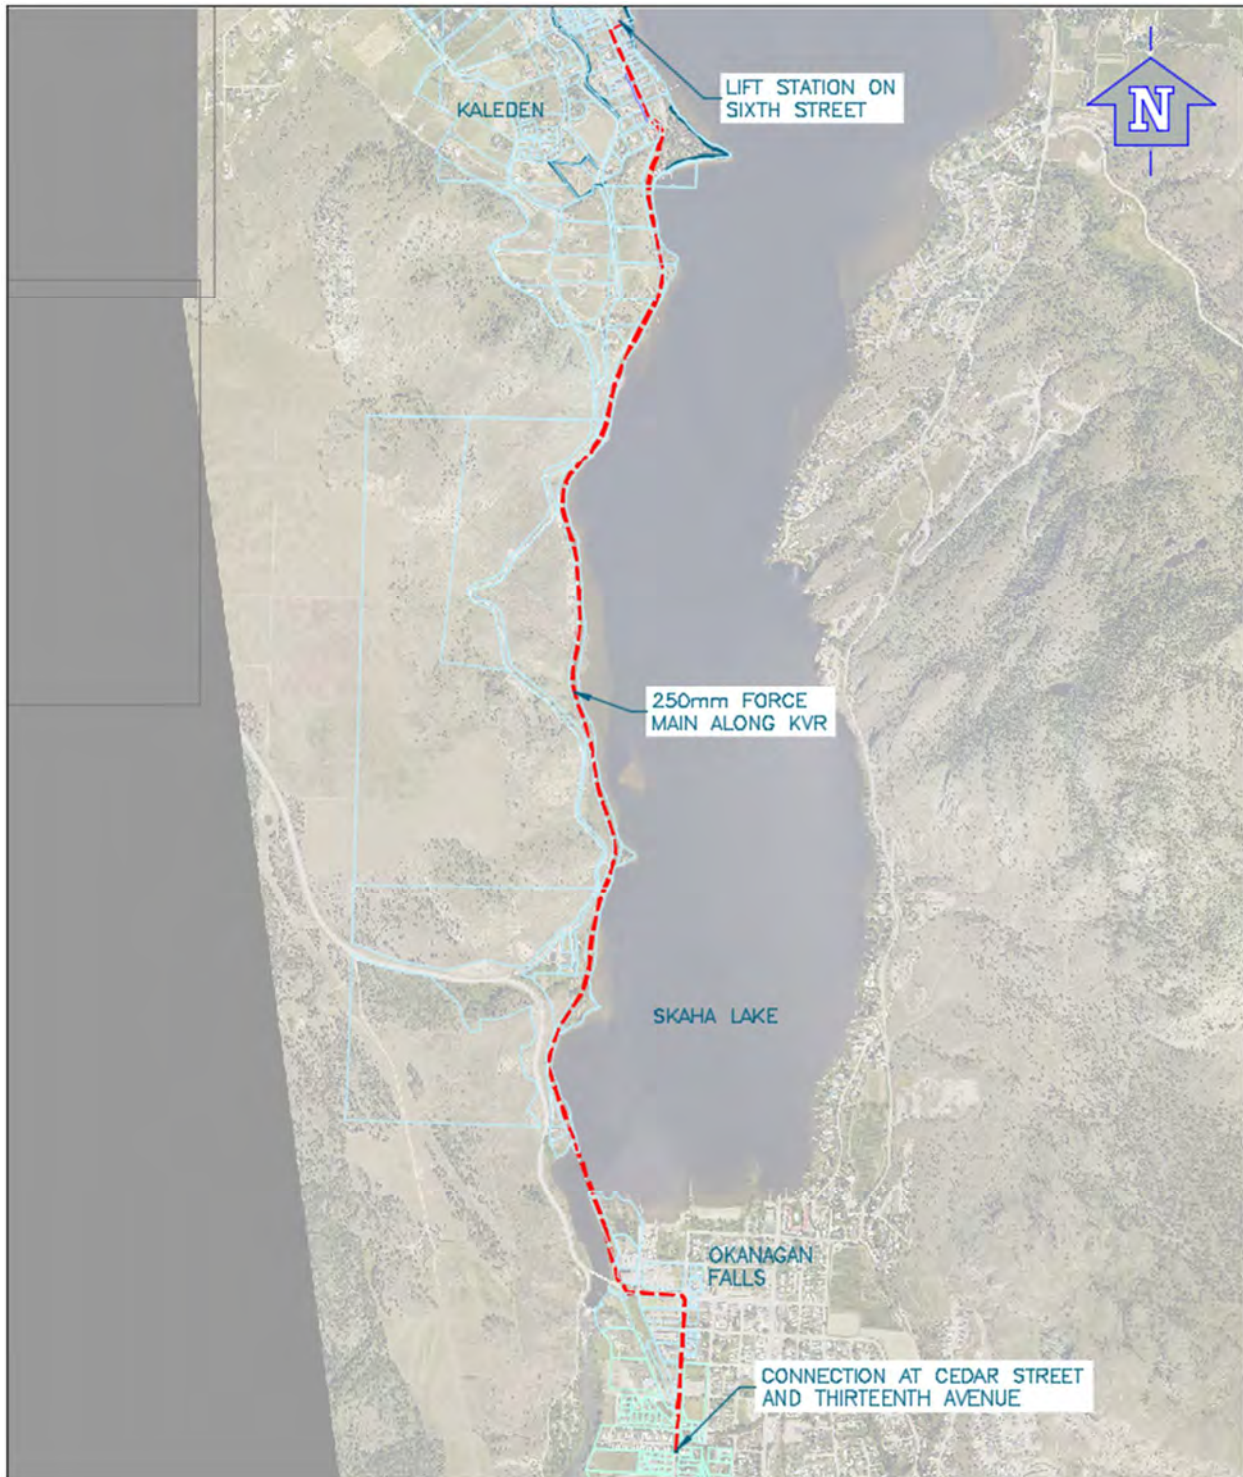 LIFT STATION ON
SIXTH STREET
KALEDEN
N
250mm FORCE
MAIN ALONG KVR
SKAHA LAKE
OKANAGAN
FALLS
CONNECTION AT CEDAR STREET
AND THIRTEENTH AVENUE